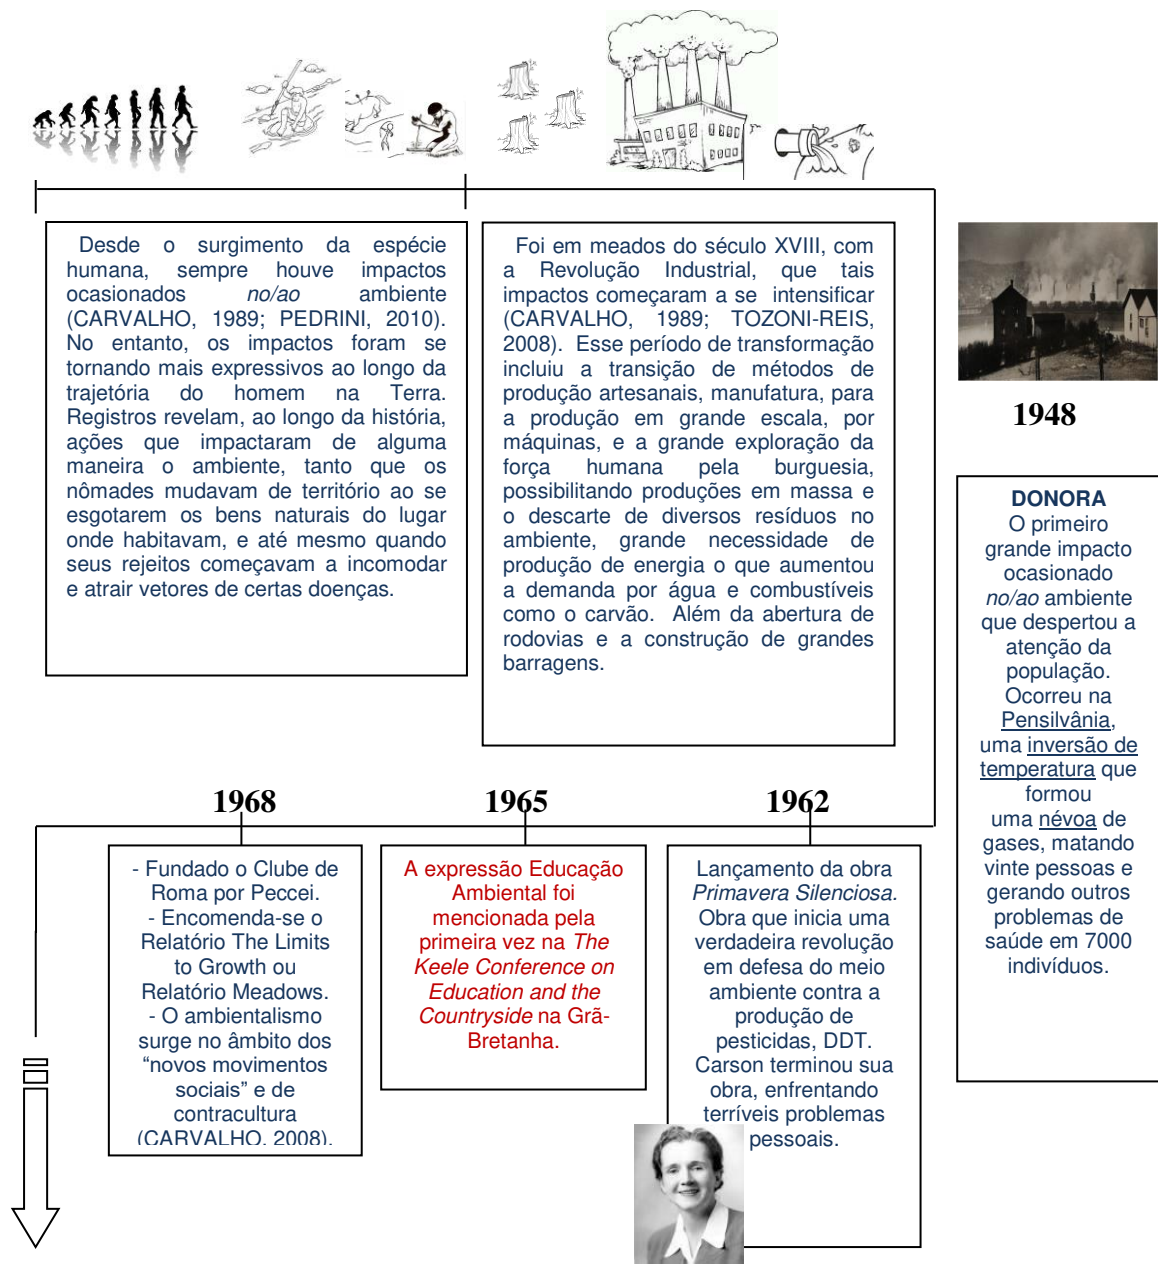 Desde o surgimento da espécie
humana, sempre houve impactos
ocasionados no/ao ambiente
(CARVALHO, 1989; PEDRINI, 2010).
No entanto, os impactos foram se
tornando mais expressivos ao longo da
trajetória do homem na Terra.
Registros revelam, ao longo da história,
ações que impactaram de alguma
maneira o ambiente, tanto que os
nômades mudavam de território ao se
esgotarem os bens naturais do lugar
onde habitavam, e até mesmo quando
seus rejeitos começavam a incomodar
e atrair vetores de certas doenças.
Foi em meados do século XVIII, com
a Revolução Industrial, que tais
impactos começaram a se intensificar
(CARVALHO, 1989; TOZONI-REIS,
2008). Esse período de transformação
incluiu a transição de métodos de
produção artesanais, manufatura, para
a produção em grande escala, por
máquinas, e a grande exploração da
força humana pela burguesia,
possibilitando produções em massa e
o descarte de diversos resíduos no
ambiente, grande necessidade de
produção de energia o que aumentou
a demanda por água e combustíveis
como o carvão. Além da abertura de
rodovias e a construção de grandes
barragens.
1948
DONORA
O primeiro
grande impacto
ocasionado
no/ao ambiente
que despertou a
atenção da
população.
Ocorreu na
Pensilvânia,
uma inversão de
temperatura que
formou
uma névoa de
gases, matando
vinte pessoas e
gerando outros
problemas de
saúde em 7000
indivíduos.
1968
- Fundado o Clube de
Roma por Peccei.
- Encomenda-se o
Relatório The Limits
to Growth ou
Relatório Meadows.
- O ambientalismo
surge no âmbito dos
“novos movimentos
sociais” e de
contracultura
(CARVALHO, 2008).
1965
A expressão Educação
Ambiental foi
mencionada pela
primeira vez na The
Keele Conference on
Education and the
Countryside na Grã-
Bretanha.
1962
Lançamento da obra
Primavera Silenciosa.
Obra que inicia uma
verdadeira revolução
em defesa do meio
ambiente contra a
produção de
pesticidas, DDT.
Carson terminou sua
obra, enfrentando
terríveis problemas
pessoais.